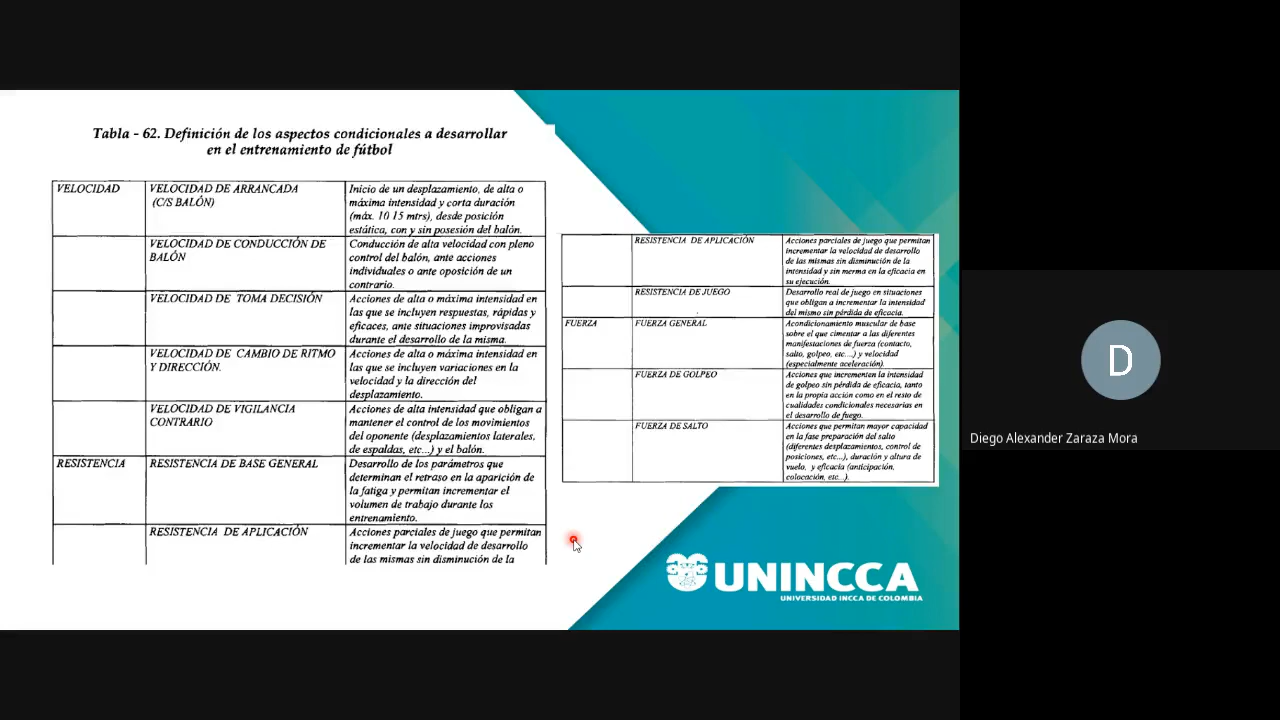 Tabla - 62. Definición de los aspectos condicionales a desarrollar
en el entrenamiento de fútbol
VELOCIDAD
VELOCIDAD DE ARRANCADA
(C/S BALÓN)
Inicio de un desplazamiento, de alta o
máxima intensidad y corta duración
(máx. 10 15 mtrs), desde posición
estática, con y sin posesión del balón.
VELOCIDAD DE CONDUCCIÓN DE
BALÓN
Conducción de alta velocidad con pleno
control del balón, ante acciones
individuales o ante oposición de un
contrario.
VELOCIDAD DE TOMA DECISIÓN
Acciones de alta o máxima intensidad en
las que se incluyen respuestas, rápidas y
eficaces, ante situaciones improvisadas
durante el desarrollo de la misma.
VELOCIDAD DE CAMBIO DE RITMO
Y DIRECCIÓN.
Acciones de alta o máxima intensidad en
las que se incluyen variaciones en la
velocidad y la dirección del
desplazamiento.
VELOCIDAD DE VIGILANCIA
CONTRARIO
Acciones de alta intensidad que obligan a
mantener el control de los movimientos
del oponente (desplazamientos laterales,
de espaldas, etc...) y el balón.
RESISTENCIA
RESISTENCIA DE BASE GENERAL
Desarrollo de los parámetros que
determinan el retraso en la aparición de
la fatiga y permitan incrementar el
volumen de trabajo durante los
entrenamiento.
RESISTENCIA DE APLICACIÓN
Acciones parciales de juego que permitan
incrementar la velocidad de desarrollo
de las mismas sin disminución de la
RESISTENCIA DE APLICACIÓN
Acciones parciales de juego que permitan
incrementar la velocidad de desarrollo
de las mismas sin disminución de la
intensidad y sin merma en la eficacia en
su ejecución.
RESISTENCIA DE JUEGO
Desarrollo real de juego en situaciones
que obligan a incrementar la intensidad
del mismo sin pérdida de eficacia.
FUERZA
FUERZA GENERAL
Acondicionamiento muscular de base
sobre el que cimentar a las diferentes
manifestaciones de fuerza (contacto,
salto, golpeo, etc....) y velocidad
(especialmente aceleración).
FUERZA DE GOLPEO
Acciones que incrementen la intensidad
de golpeo sin pérdida de eficacia, tanto
en la propia acción como en el resto de
cualidades condicionales necesarias en
el desarrollo de fuego.
FUERZA DE SALTO
Acciones que permitan mayor capacidad
en la fase preparación del salto
(diferentes desplazamientos, control de
posiciones, etc...), duración y altura de
vuelo, y eficacia (anticipación,
colocación, etc...).
UNINCCA
UNIVERSIDAD INCCA DE COLOMBIA
D
Diego Alexander Zaraza Mora